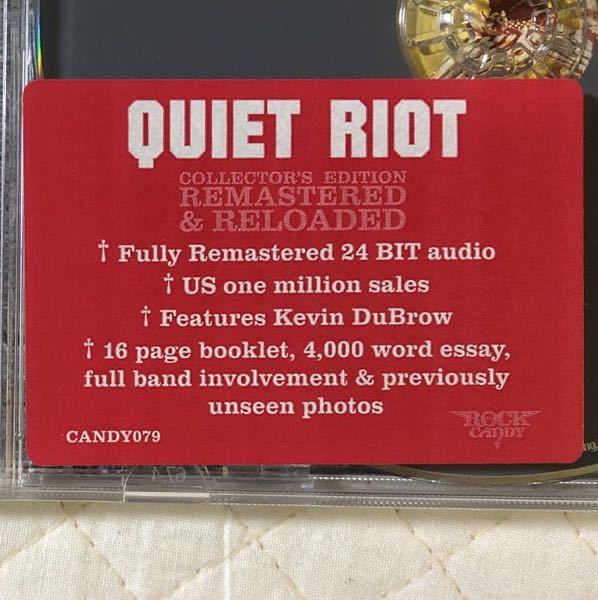 QUIET RIOT
COLLECTOR'S EDITION
REMASTERED
& RELOADED
† Fully Remastered 24 BIT audio
† US one million sales
† Features Kevin DuBrow
† 16 page booklet, 4,000 word essay,
full band involvement & previously
unseen photos
ROCK
CANDY
CANDY079